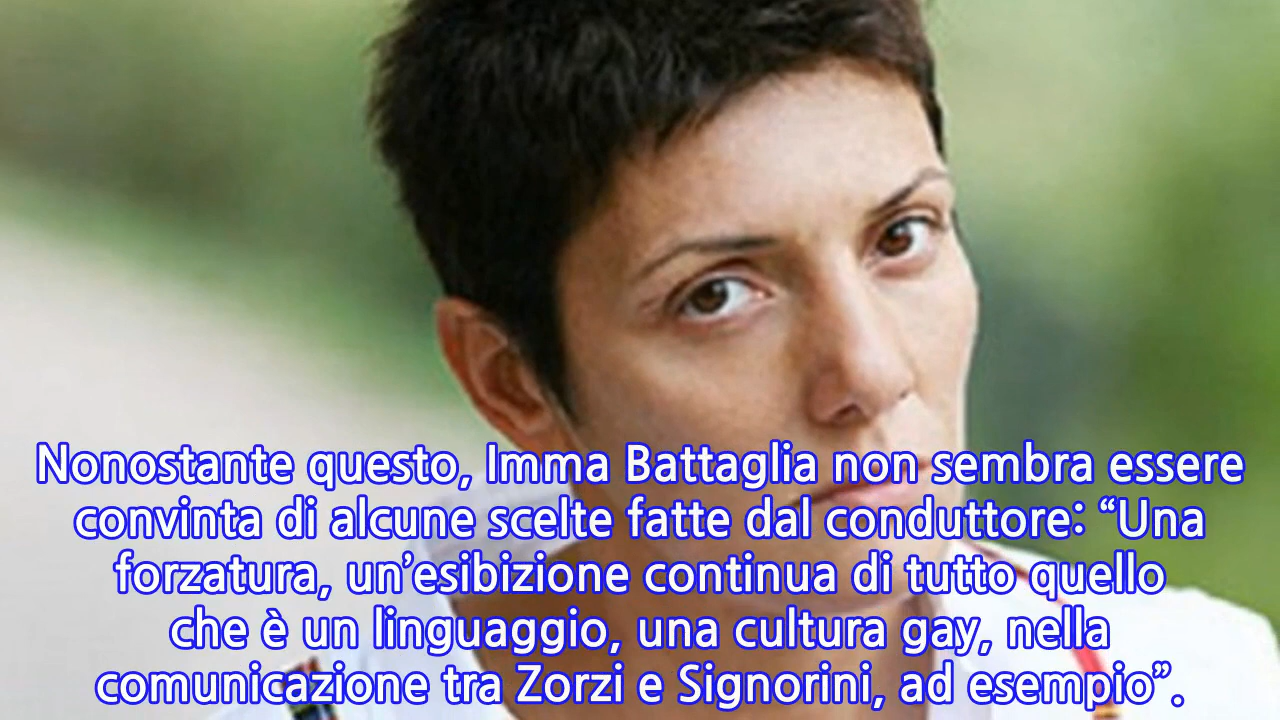 Nonostante questo, Imma Battaglia non sembra essere
convinta di alcune scelte fatte dal conduttore: “Una
forzatura, un’esibizione continua di tutto quello
che è un linguaggio, una cultura gay, nella
comunicazione tra Zorzi e Signorini, ad esempio”.